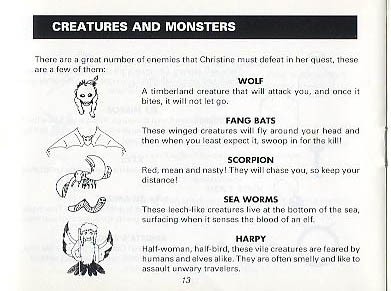 CREATURES AND MONSTERS
There are a great number of enemies that Christine must defeat in her quest, these
are a few of them:
WOLF
A timberland creature that will attack you, and once it
bites, it will not let go.
FANG BATS
These winged creatures will fly around your head and
then when you least expect it, swoop in for the kill!
SCORPION
Red, mean and nasty! They will chase you, so keep your
distance!
SEA WORMS
These leech-like creatures live at the bottom of the sea,
surfacing when it senses the blood of an elf.
HARPY
Half-woman, half-bird, these vile creatures are feared by
humans and elves alike. They are often smelly and like to
assault unwary travelers.
13